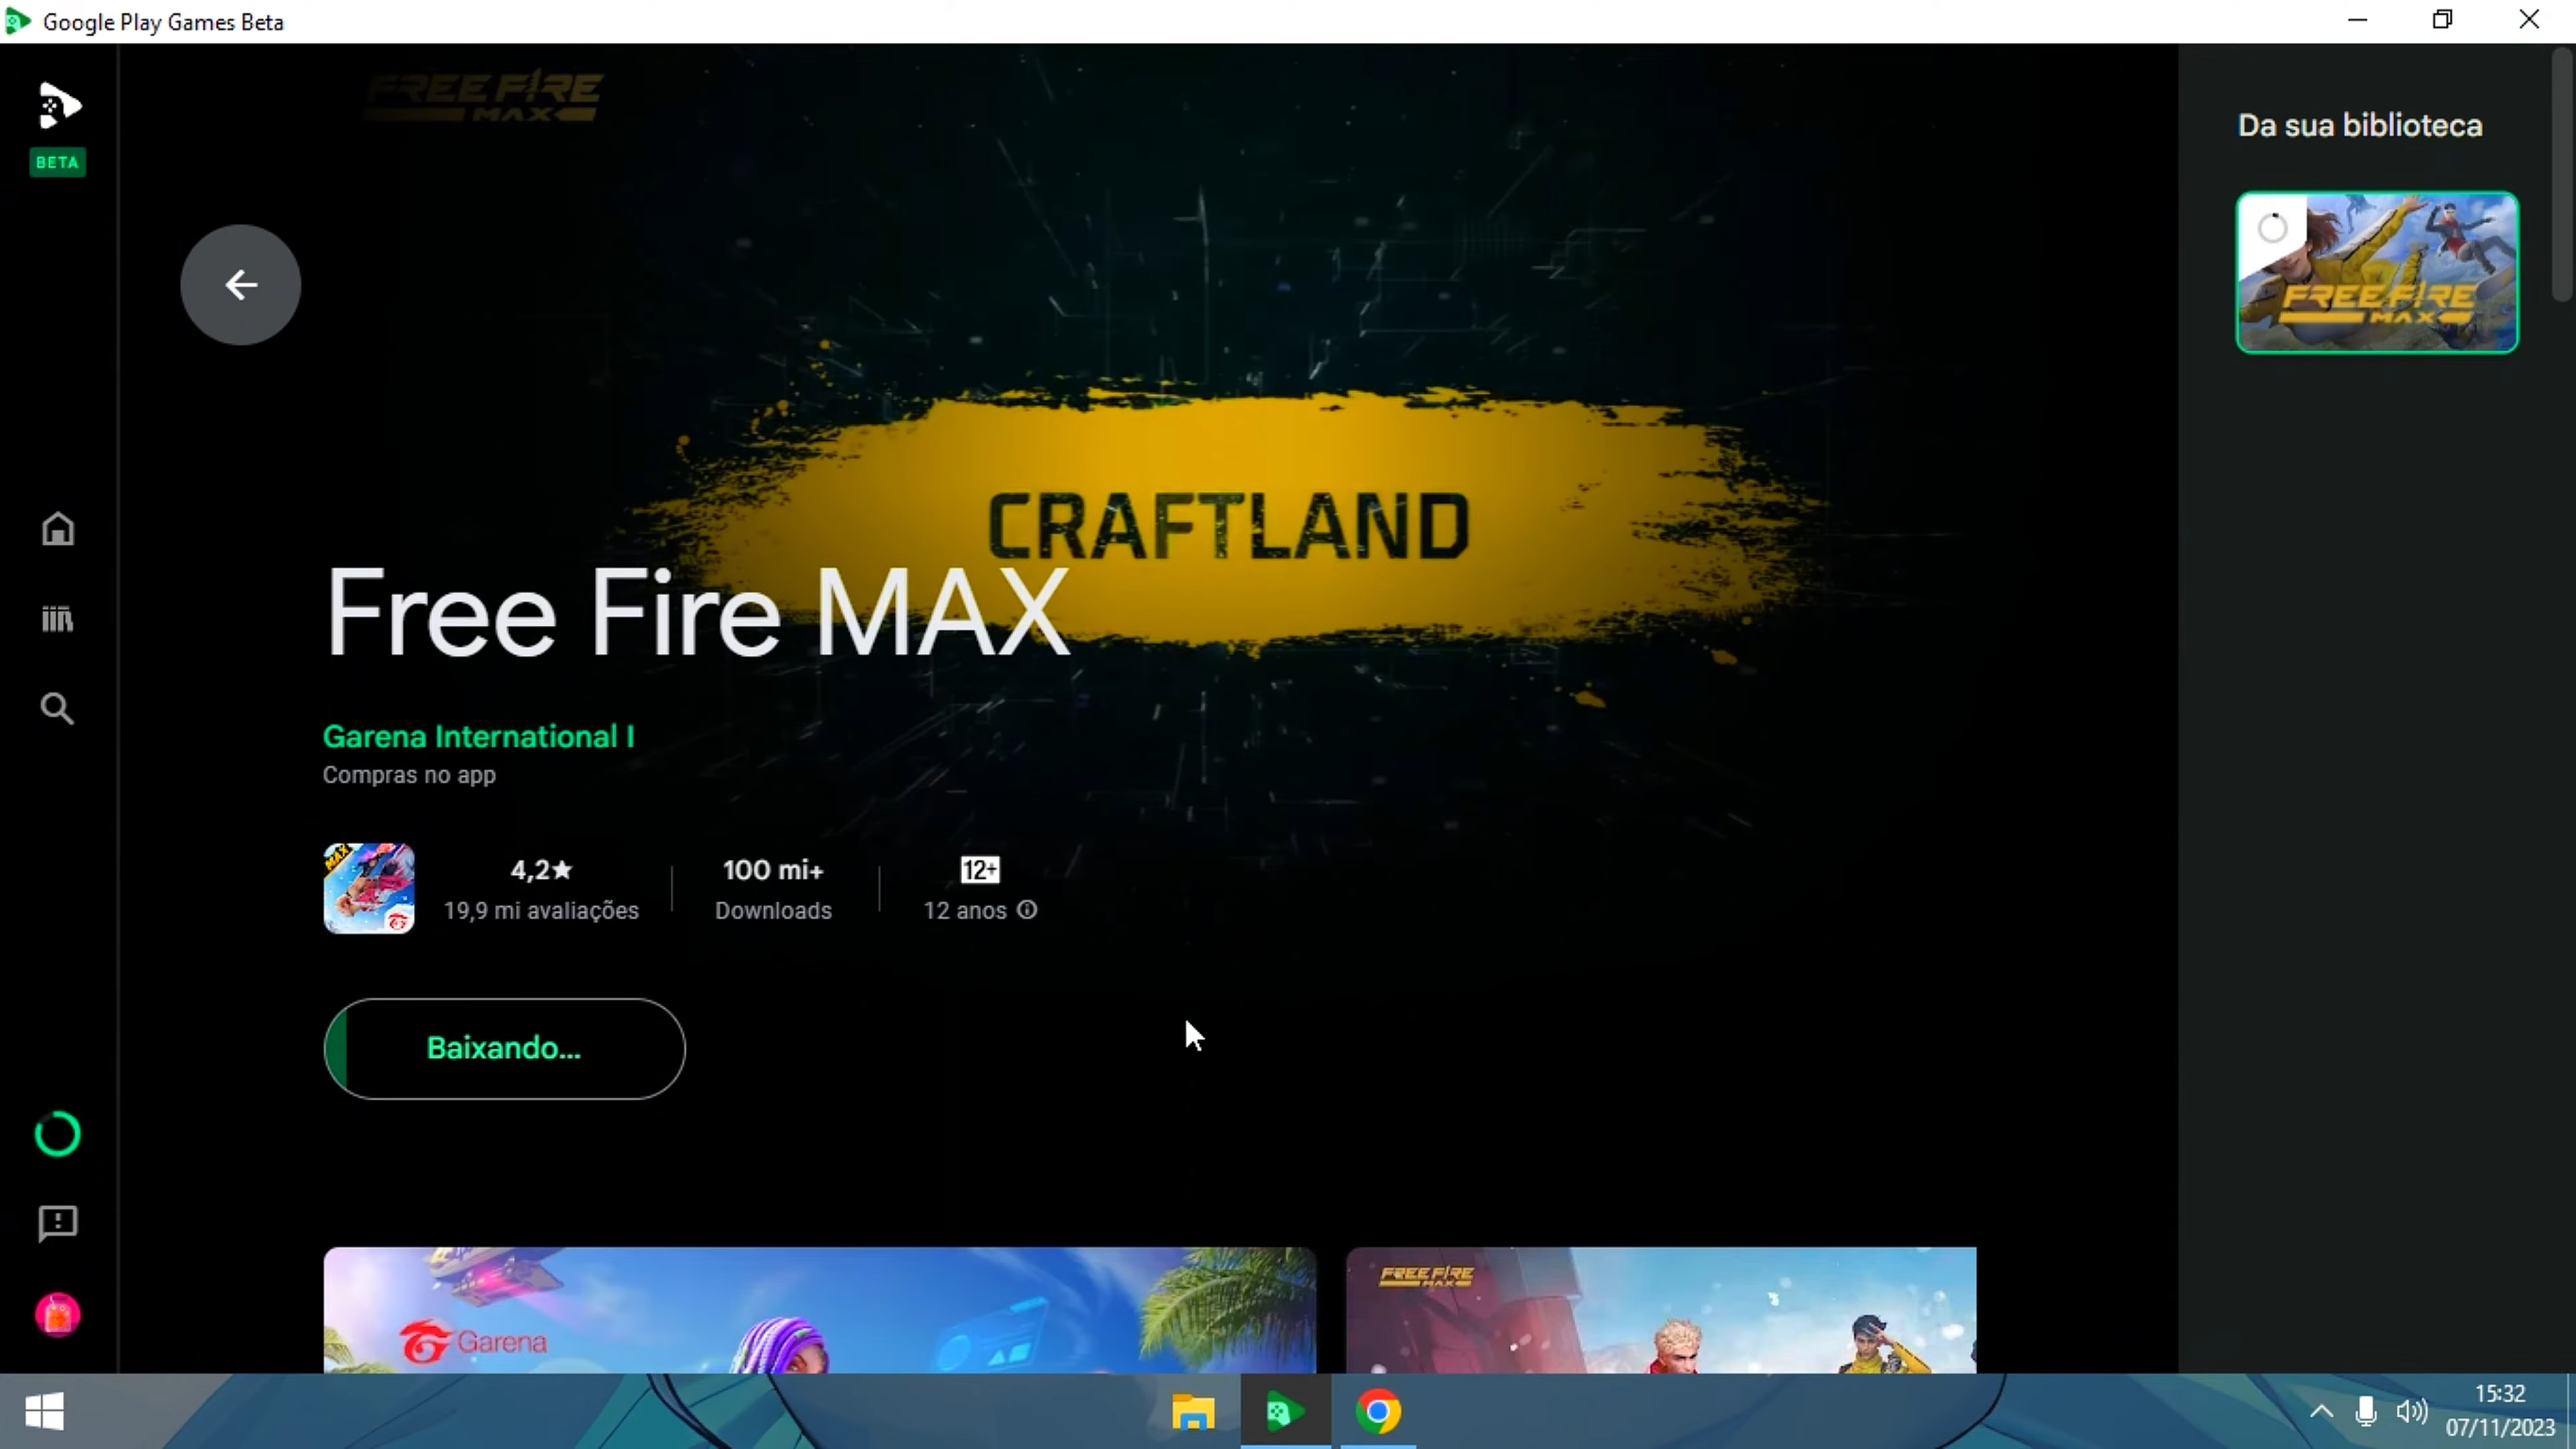 Google Play Games Beta
FREE FIRE
MAX
BETA
Da sua biblioteca
FREE FIRE
MAX
CRAFTLAND
Free Fire MAX
Garena International I
Compras no app
MAX
4,2★
19,9 mi avaliações
100 mi+
Downloads
12+
12 anos
Baixando...
Garena
FREE FIRE
MAX
15:32
07/11/2023